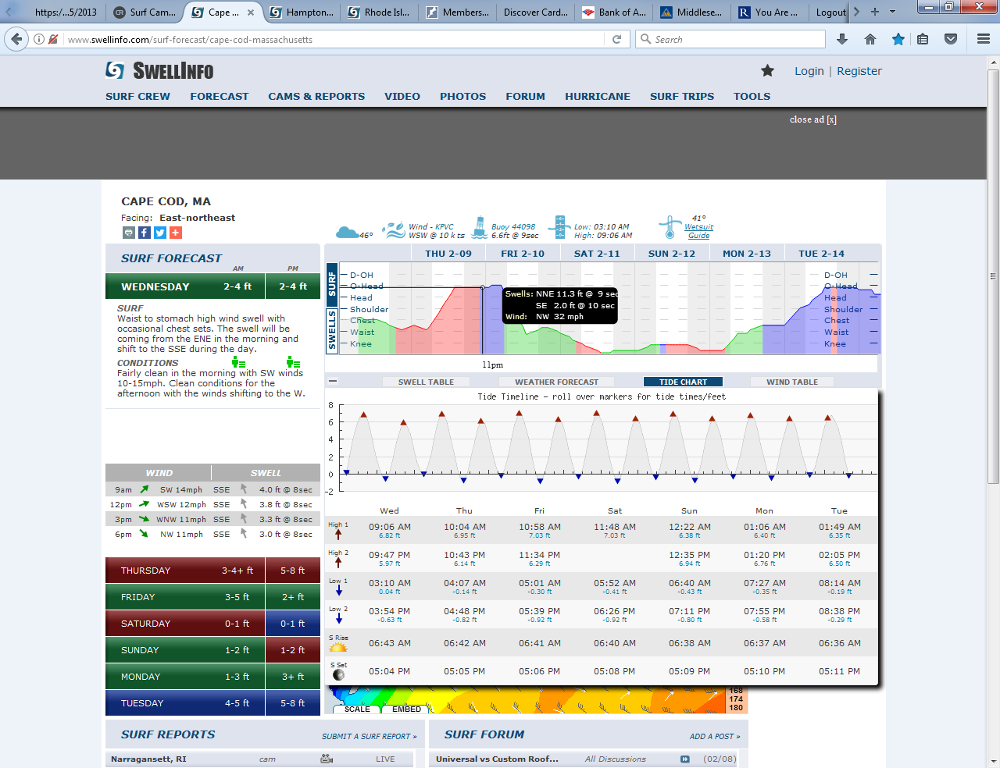 https:/...5/2013
Surf Cam...
Cape ...
Hampton...
Rhode Isl...
Members...
Discover Card...
Bank of A...
Middlese...
You Are ...
Logout
www.swellinfo.com/surf-forecast/cape-cod-massachusetts
Search
SWELLINFO
Login | Register
SURF CREW FORECAST CAMS & REPORTS VIDEO PHOTOS FORUM HURRICANE SURF TRIPS TOOLS
close ad [x]
CAPE COD, MA
Facing: East-northeast
46°
Wind - KPVC
WSW @ 10 k ts
Buoy 44098
6.6ft @ 9sec
Low: 03:10 AM
High: 09:06 AM
41°
Wetsuit
Guide
SURF FORECAST
AM PM
WEDNESDAY 2-4 ft 2-4 ft
SURF
Waist to stomach high wind swell with
occasional chest sets. The swell will be
coming from the ENE in the morning and
shift to the SSE during the day.
CONDITIONS
Fairly clean in the morning with SW winds
10-15mph. Clean conditions for the
afternoon with the winds shifting to the W.
WIND SWELL
9am SW 14mph SSE 4.0 ft @ 8sec
12pm WSW 12mph SSE 3.8 ft @ 8sec
3pm WNW 11mph SSE 3.3 ft @ 8sec
6pm NW 11mph SSE 3.0 ft @ 8sec
THURSDAY 3-4+ ft 5-8 ft
FRIDAY 3-5 ft 2+ ft
SATURDAY 0-1 ft 0-1 ft
SUNDAY 1-2 ft 1-2 ft
MONDAY 1-3 ft 3+ ft
TUESDAY 4-5 ft 5-8 ft
THU 2-09 FRI 2-10 SAT 2-11 SUN 2-12 MON 2-13 TUE 2-14
SURF
SWELLS
D-OH D-OH
O-Head O-Head
Head Head
Shoulder Shoulder
Chest Chest
Waist Waist
Knee Knee
Swells: NNE 11.3 ft @ 9 sec
SE 2.0 ft @ 10 sec
Wind: NW 32 mph
11pm
SWELL TABLE WEATHER FORECAST TIDE CHART WIND TABLE
Tide Timeline - roll over markers for tide times/feet
8
6
4
2
0
-2
Wed Thu Fri Sat Sun Mon Tue
High 1 09:06 AM 10:04 AM 10:58 AM 11:48 AM 12:22 AM 01:06 AM 01:49 AM
6.82 ft 6.95 ft 7.03 ft 7.03 ft 6.38 ft 6.40 ft 6.35 ft
High 2 09:47 PM 10:43 PM 11:34 PM 12:35 PM 01:20 PM 02:05 PM
5.97 ft 6.14 ft 6.29 ft 6.94 ft 6.76 ft 6.50 ft
Low 1 03:10 AM 04:07 AM 05:01 AM 05:52 AM 06:40 AM 07:27 AM 08:14 AM
0.04 ft -0.14 ft -0.30 ft -0.41 ft -0.43 ft -0.35 ft -0.19 ft
Low 2 03:54 PM 04:48 PM 05:39 PM 06:26 PM 07:11 PM 07:55 PM 08:38 PM
-0.63 ft -0.82 ft -0.92 ft -0.92 ft -0.80 ft -0.58 ft -0.29 ft
S Rise 06:43 AM 06:42 AM 06:41 AM 06:40 AM 06:38 AM 06:37 AM 06:36 AM
S Set 05:04 PM 05:05 PM 05:06 PM 05:08 PM 05:09 PM 05:10 PM 05:11 PM
168
174
180
SCALE EMBED
SURF REPORTS SUBMIT A SURF REPORT »
Narragansett, RI cam LIVE
SURF FORUM ADD A POST »
Universal vs Custom Roof... All Discussions (02/08)